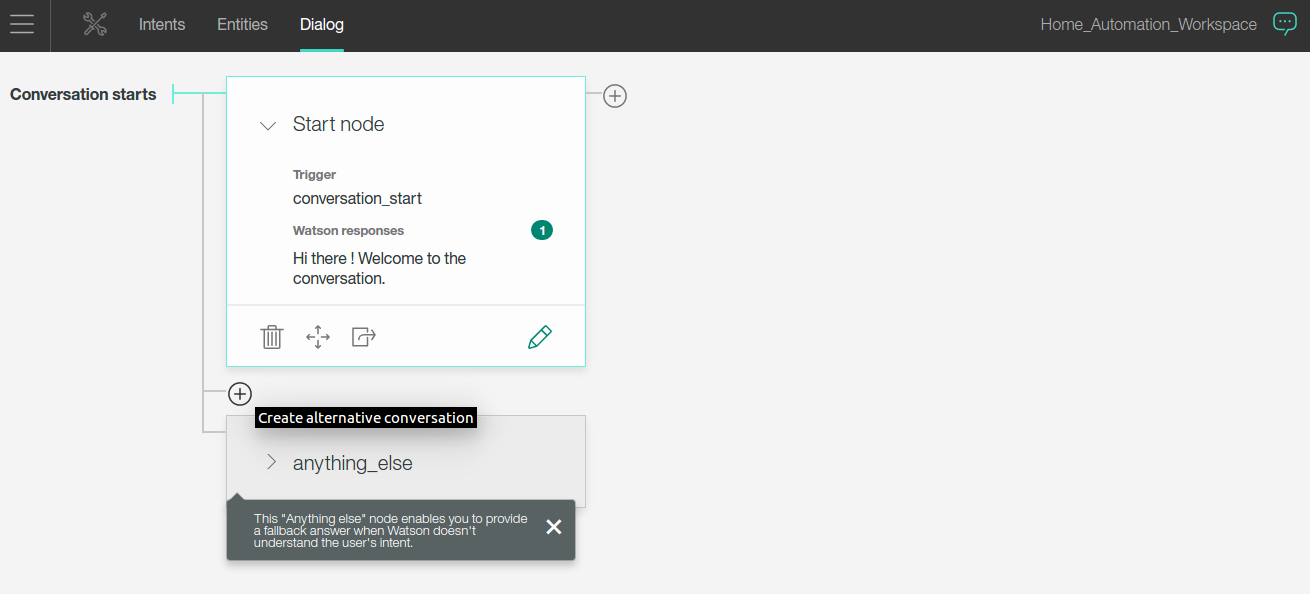 Intents Entities Dialog Home_Automation_Workspace
Conversation starts
Start node
Trigger
conversation_start
Watson responses 1
Hi there ! Welcome to the
conversation.
Create alternative conversation
anything_else
This "Anything else" node enables you to provide
a fallback answer when Watson doesn't
understand the user's intent.